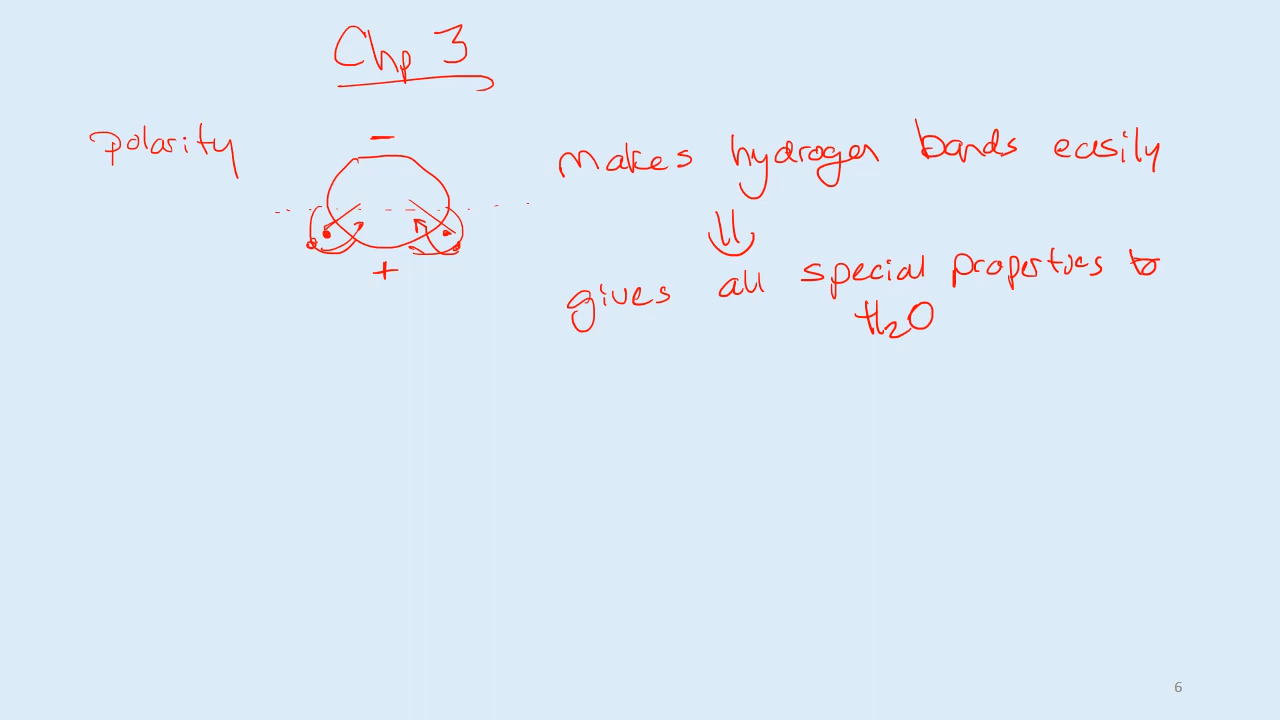 Chp 3
polarity
-
+
makes hydrogen bonds easily
gives all special properties to
H₂O
6